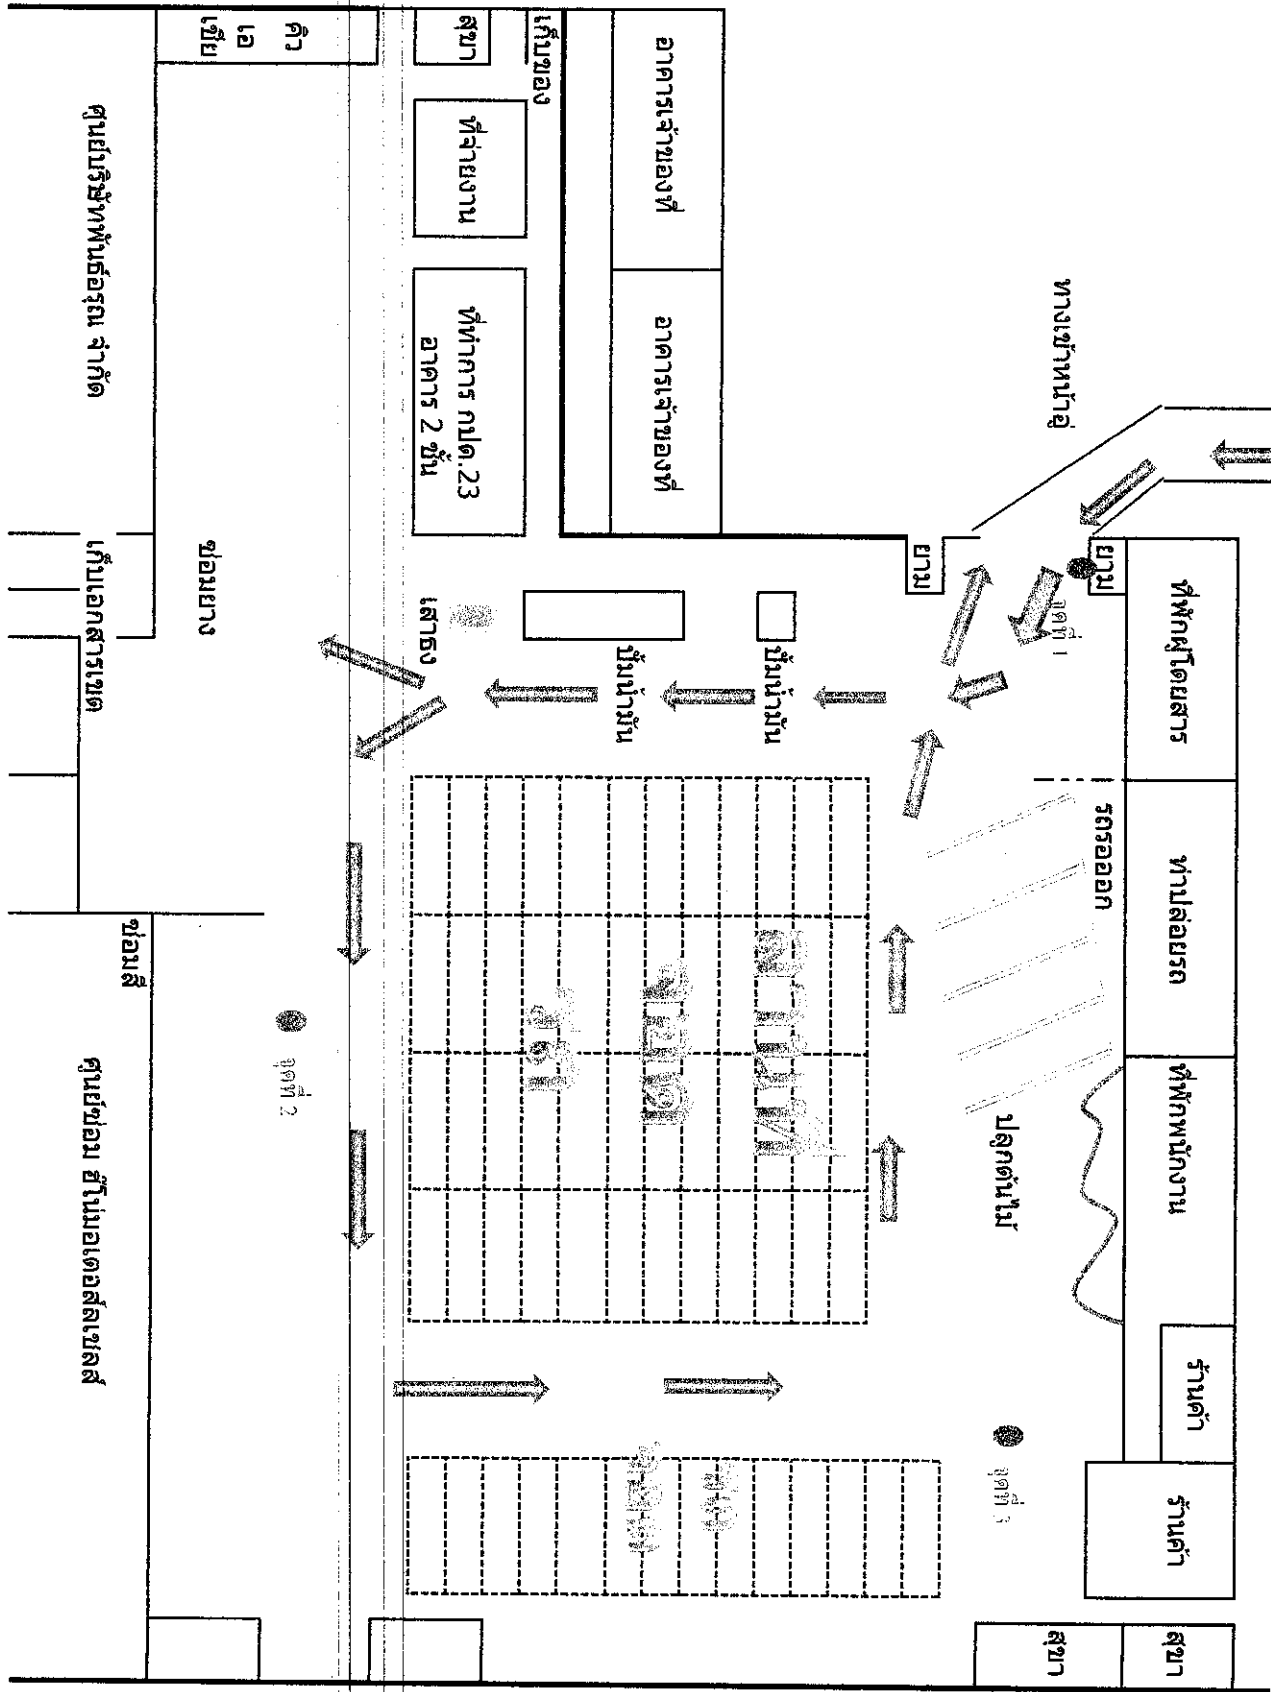 ที่พักผู้โดยสาร
ท่าปล่อยรถ
ที่พักพนักงาน
ร้านค้า
ร้านค้า
สุขา
สุขา
ทางเข้าหน้าอู่
ยาม
ยาม
จุดที่ 1
รถรอออก
ปลูกต้นไม้
จุดที่ 3
อาคารเจ้าของที่
อาคารเจ้าของที่
ปั๊มน้ำมัน
ปั๊มน้ำมัน
เก็บของ
สุขา
ที่จ่ายงาน
ที่ทำการ กปด.23
อาคาร 2 ชั้น
เสาธง
จุดที่ 2
คิว
เอ
เซีย
ซ่อมยาง
ซ่อมสี
ศูนย์บริษัทพันธ์อรุณ จำกัด
เก็บเอกสารเขต
ศูนย์ซ่อม ฮีโน่มอเตอส์ลเซลล์